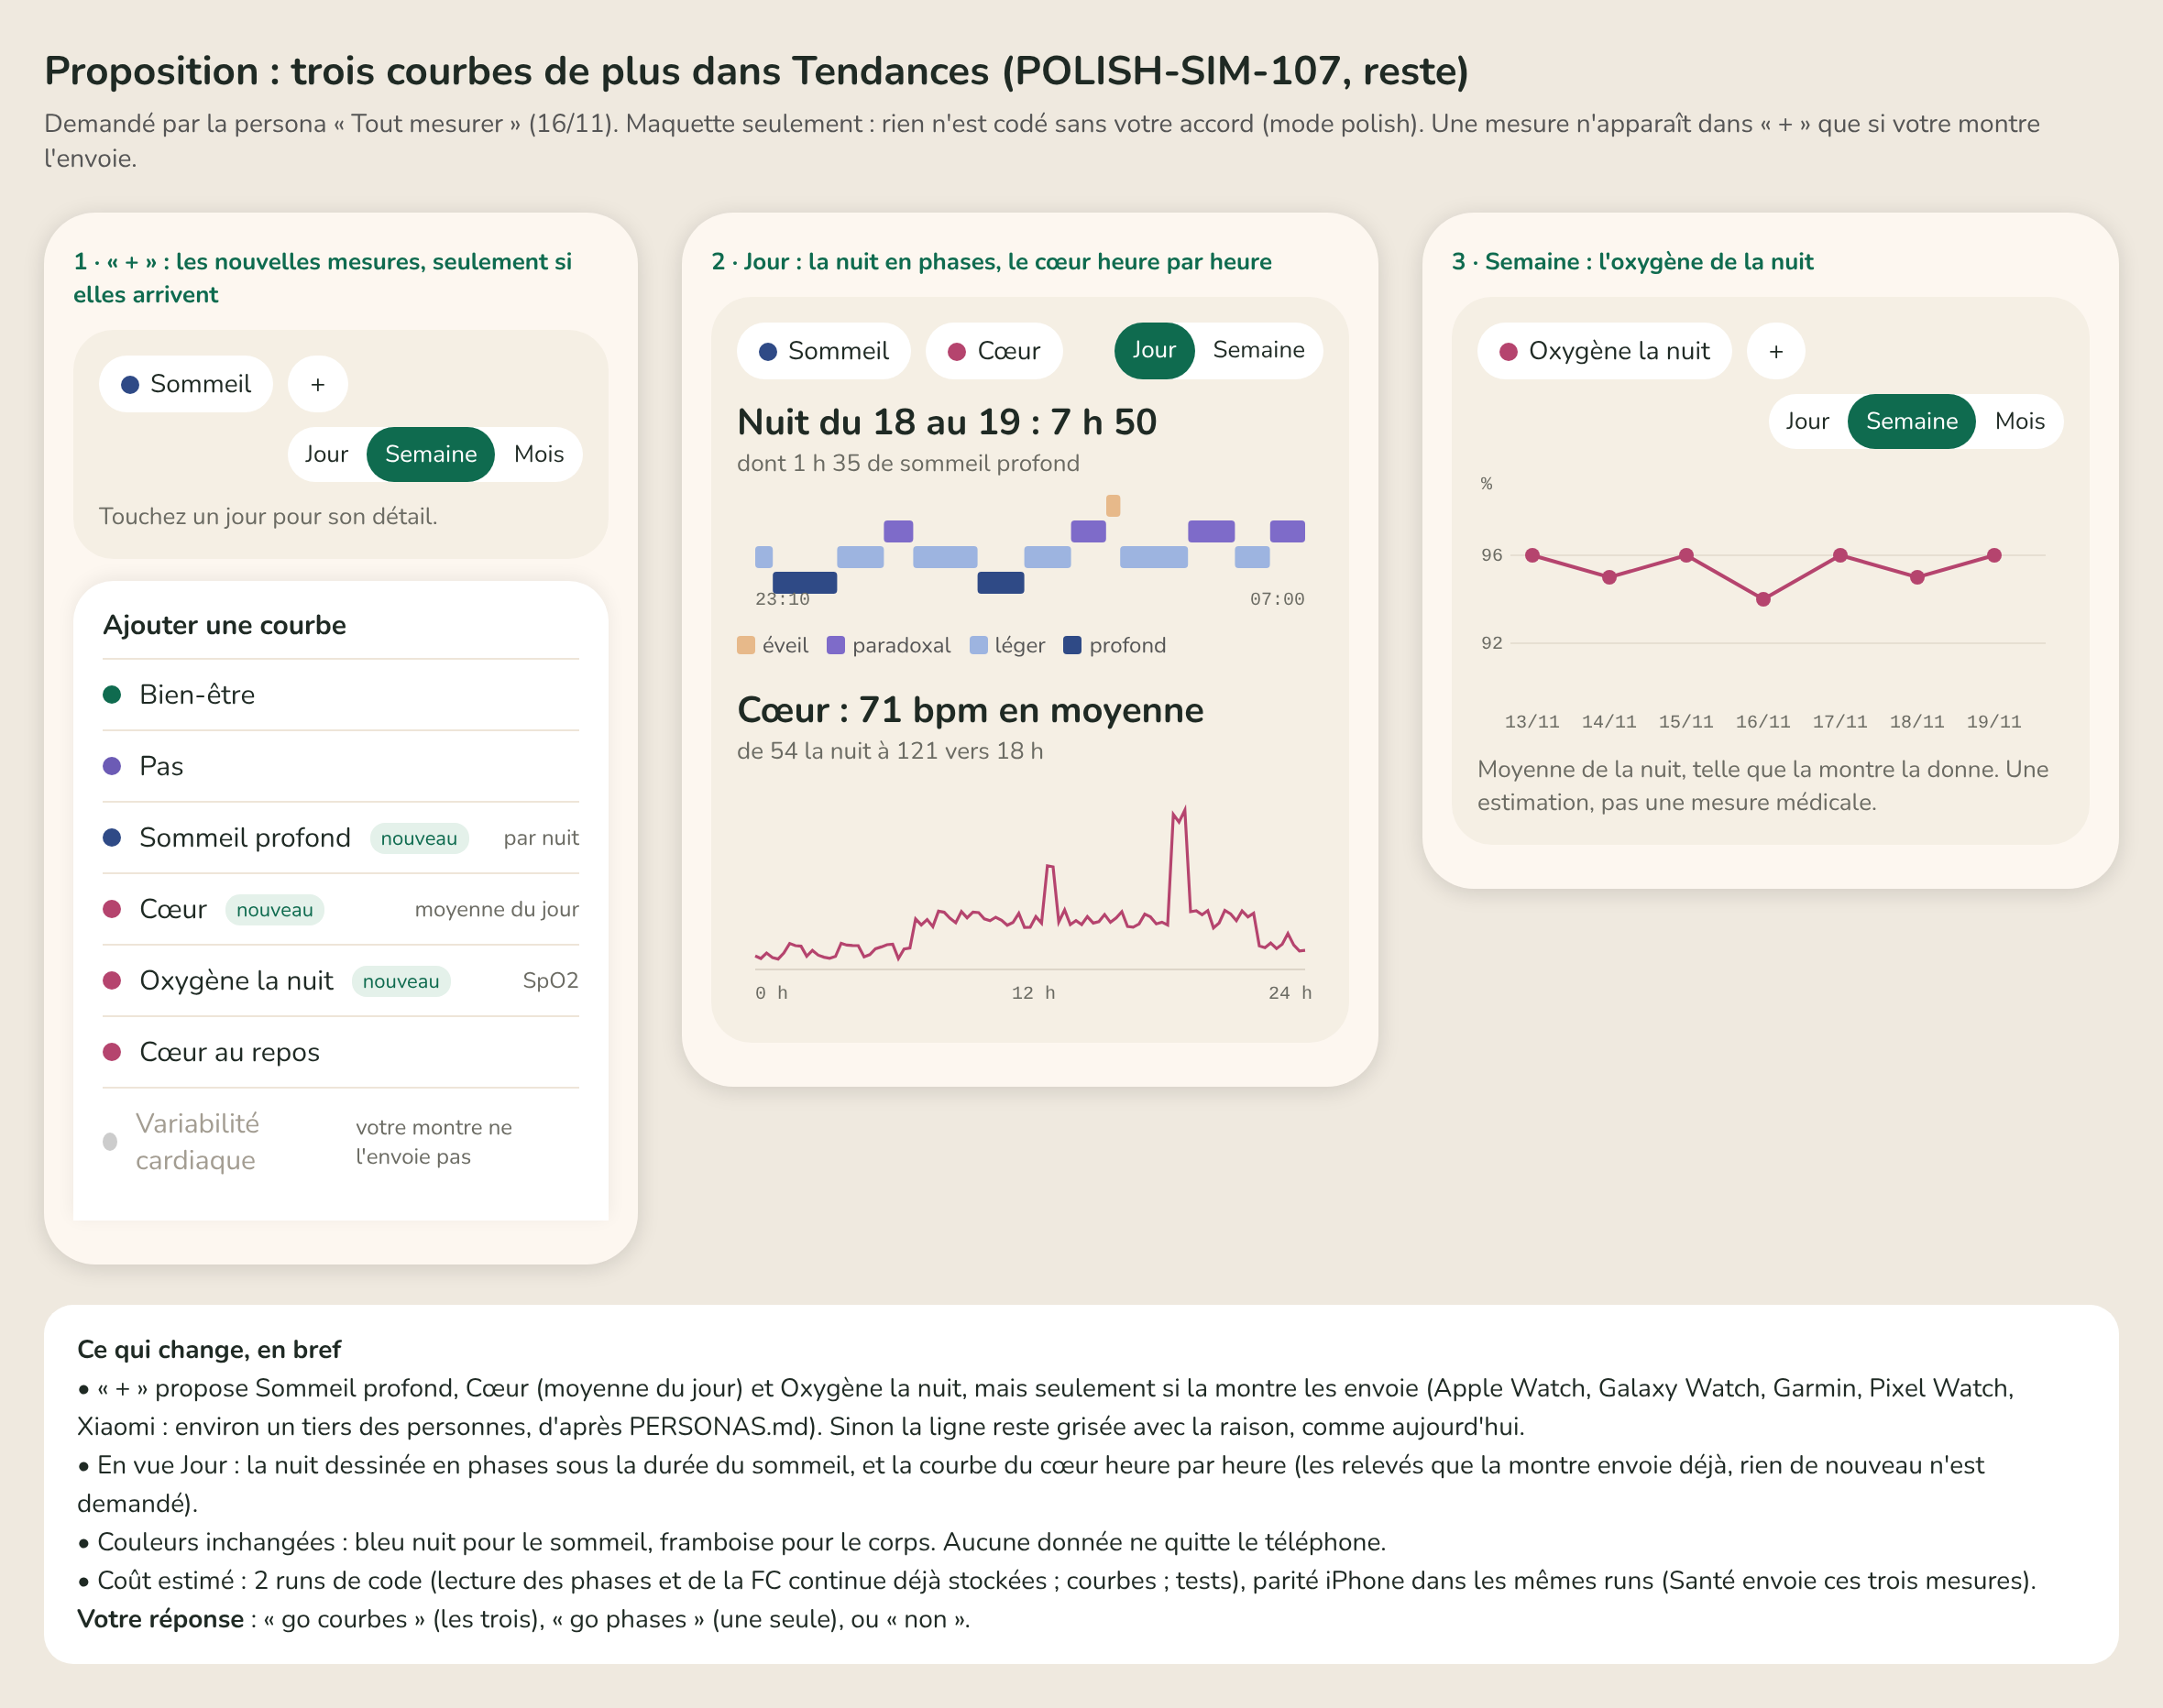 Proposition : trois courbes de plus dans Tendances (POLISH-SIM-107, reste)
Demandé par la persona « Tout mesurer » (16/11). Maquette seulement : rien n'est codé sans votre accord (mode polish). Une mesure n'apparaît dans « + » que si votre montre
l'envoie.
1 · « + » : les nouvelles mesures, seulement si
elles arrivent
Sommeil
+
Jour Semaine Mois
Touchez un jour pour son détail.
Ajouter une courbe
Bien-être
Pas
Sommeil profond nouveau par nuit
Cœur nouveau moyenne du jour
Oxygène la nuit nouveau SpO2
Cœur au repos
Variabilité
cardiaque
votre montre ne
l'envoie pas
2 · Jour : la nuit en phases, le cœur heure par heure
Sommeil Cœur Jour Semaine
Nuit du 18 au 19 : 7 h 50
dont 1 h 35 de sommeil profond
23:10 07:00
éveil paradoxal léger profond
Cœur : 71 bpm en moyenne
de 54 la nuit à 121 vers 18 h
0 h 12 h 24 h
3 · Semaine : l'oxygène de la nuit
Oxygène la nuit +
Jour Semaine Mois
%
96
92
13/11 14/11 15/11 16/11 17/11 18/11 19/11
Moyenne de la nuit, telle que la montre la donne. Une
estimation, pas une mesure médicale.
Ce qui change, en bref
• « + » propose Sommeil profond, Cœur (moyenne du jour) et Oxygène la nuit, mais seulement si la montre les envoie (Apple Watch, Galaxy Watch, Garmin, Pixel Watch,
Xiaomi : environ un tiers des personnes, d'après PERSONAS.md). Sinon la ligne reste grisée avec la raison, comme aujourd'hui.
• En vue Jour : la nuit dessinée en phases sous la durée du sommeil, et la courbe du cœur heure par heure (les relevés que la montre envoie déjà, rien de nouveau n'est
demandé).
• Couleurs inchangées : bleu nuit pour le sommeil, framboise pour le corps. Aucune donnée ne quitte le téléphone.
• Coût estimé : 2 runs de code (lecture des phases et de la FC continue déjà stockées ; courbes ; tests), parité iPhone dans les mêmes runs (Santé envoie ces trois mesures).
Votre réponse : « go courbes » (les trois), « go phases » (une seule), ou « non ».